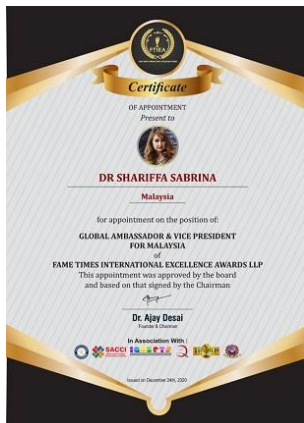 FTIEA
Certificate
OF APPOINTMENT
Present to
DR SHARIFFA SABRINA
Malaysia
for appointment on the position of:
GLOBAL AMBASSADOR & VICE PRESIDENT
FOR MALAYSIA
of
FAME TIMES INTERNATIONAL EXCELLENCE AWARDS LLP
This appointment was approved by the board
and based on that signed by the Chairman
Dr. Ajay Desai
Founder & Chairman
In Association With :
SACCI
Issued on December 24th, 2020